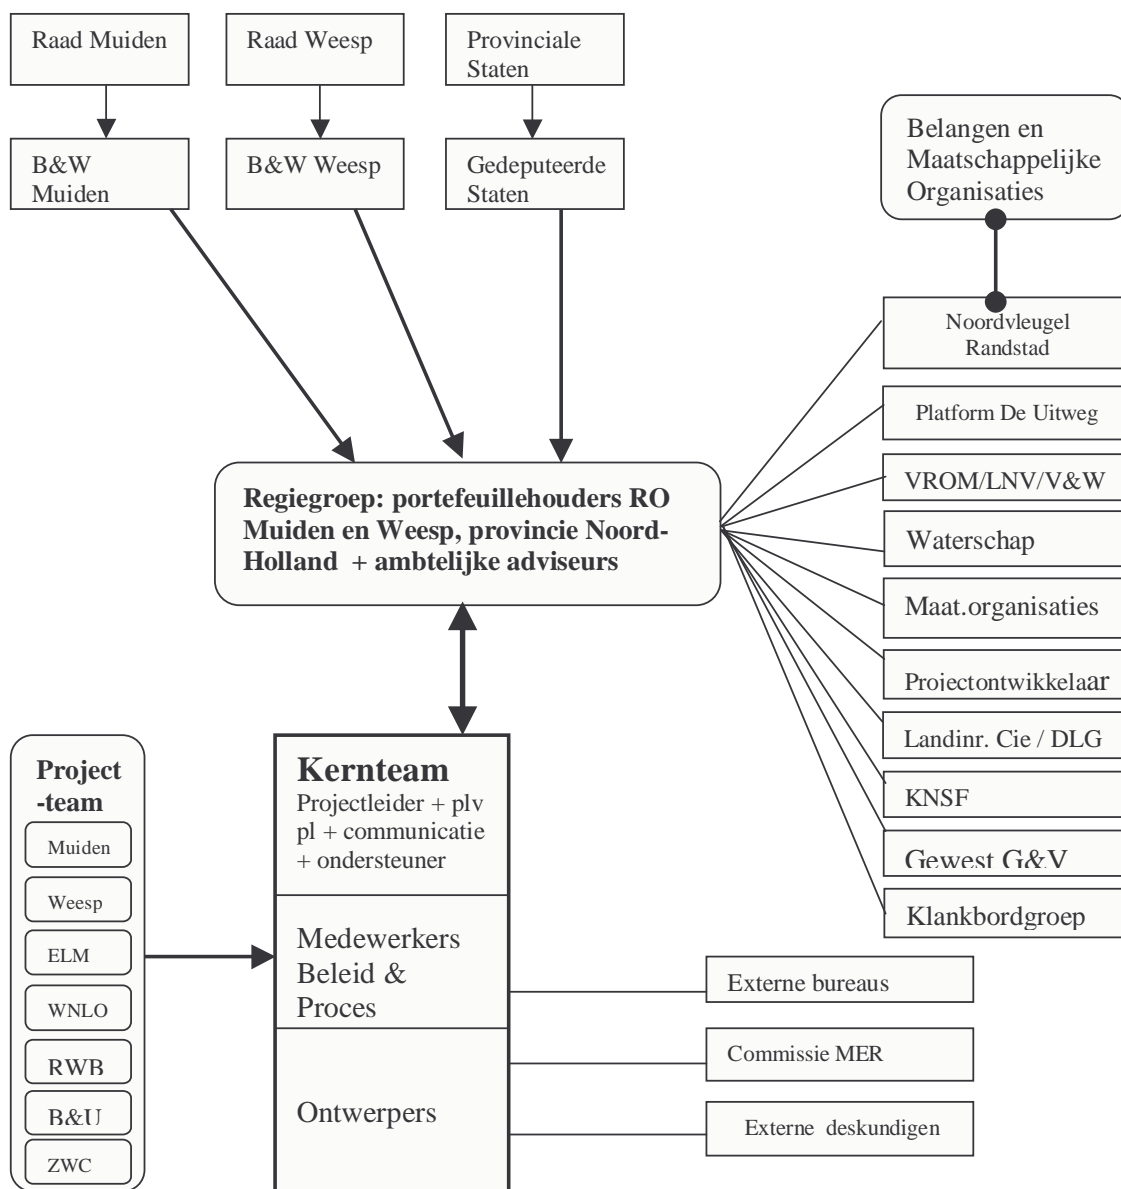 Raad Muiden
Raad Weesp
Provinciale
Staten
B&W
Muiden
B&W Weesp
Gedeputeerde
Staten
Belangen en
Maatschappelijke
Organisaties
Noordvleugel
Randstad
Platform De Uitweg
VROM/LNV/V&W
Waterschap
Maat.organisaties
Projectontwikkelaar
Landinr. Cie / DLG
KNSF
Gewest G&V
Klankbordgroep
Regiegroep: portefeuillehouders RO
Muiden en Weesp, provincie Noord-
Holland + ambtelijke adviseurs
Project
-team
Muiden
Weesp
ELM
WNLO
RWB
B&U
ZWC
Kernteam
Projectleider + plv
pl + communicatie
+ ondersteuner
Medewerkers
Beleid &
Proces
Ontwerpers
Externe bureaus
Commissie MER
Externe deskundigen